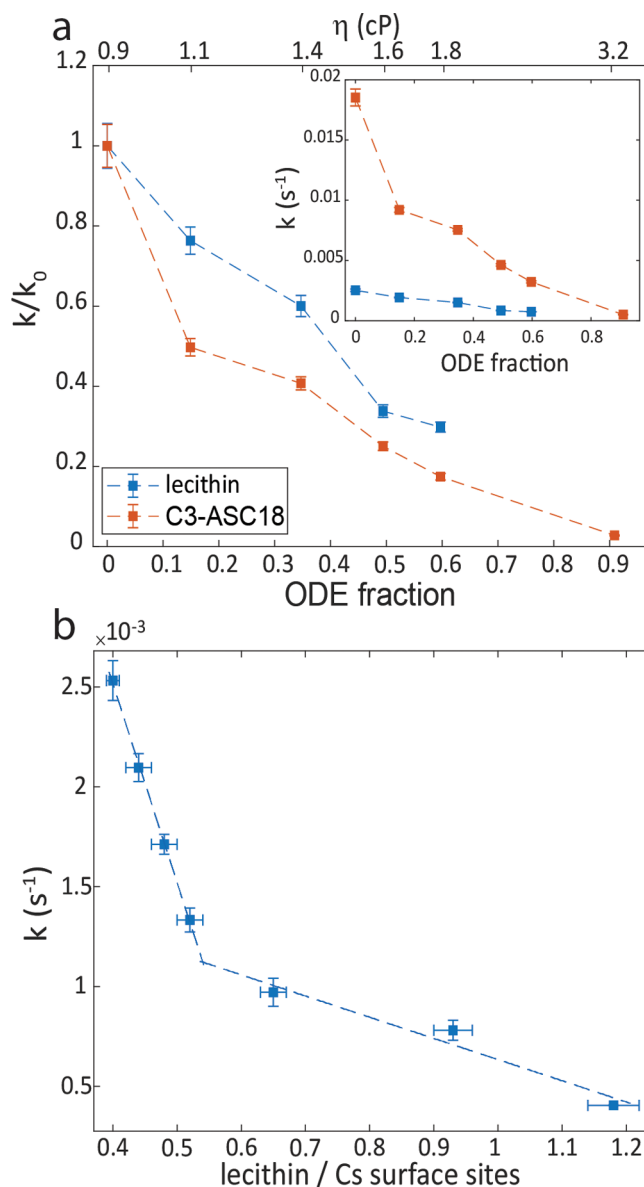 a
η (cP)
0.9 1.1 1.4 1.6 1.8 3.2
1.2
1
0.8
0.6
0.4
0.2
0
k/k₀
0 0.1 0.2 0.3 0.4 0.5 0.6 0.7 0.8 0.9
ODE fraction
lecithin
C3-ASC18
0.02
0.015
0.01
0.005
0
k (s⁻¹)
0 0.2 0.4 0.6 0.8
ODE fraction
b
×10⁻³
2.5
2
1.5
1
0.5
k (s⁻¹)
0.4 0.5 0.6 0.7 0.8 0.9 1 1.1 1.2
lecithin / Cs surface sites